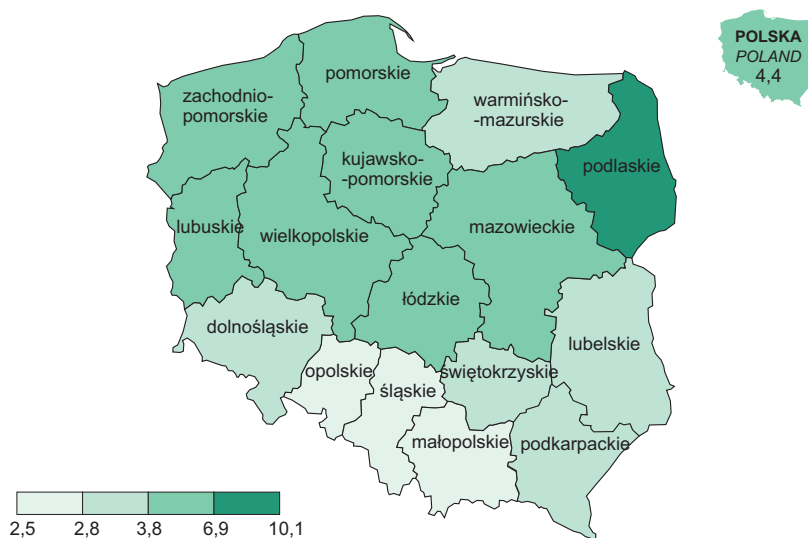 POLSKA
POLAND
4,4
pomorskie
zachodnio-
pomorskie
warmińsko-
-mazurskie
kujawsko-
-pomorskie
podlaskie
lubuskie
wielkopolskie
mazowieckie
łódzkie
dolnośląskie
lubelskie
opolskie
świętokrzyskie
śląskie
małopolskie
podkarpackie
2,5 2,8 3,8 6,9 10,1